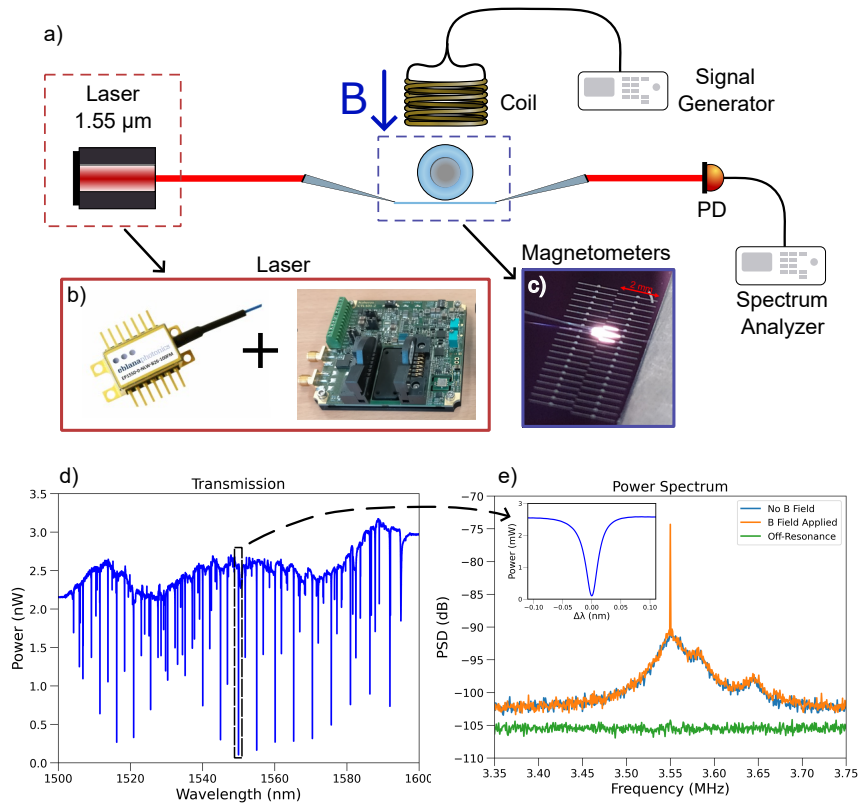 a)
Laser
1.55 μm
B
Coil
Signal
Generator
PD
Spectrum
Analyzer
Laser
Magnetometers
b)
eblanaphotonics
c)
2 mm
d)
Transmission
3.5
3.0
2.5
2.0
1.5
1.0
0.5
0.0
Power (nW)
1500
1520
1540
1560
1580
1600
Wavelength (nm)
e)
Power Spectrum
−70
−75
−80
−85
−90
−95
−100
−105
−110
PSD (dB)
3.35
3.40
3.45
3.50
3.55
3.60
3.65
3.70
3.75
Frequency (MHz)
No B Field
B Field Applied
Off-Resonance
3
2
1
0
Power (mW)
−0.10
−0.05
0.00
0.05
0.10
Δλ (nm)